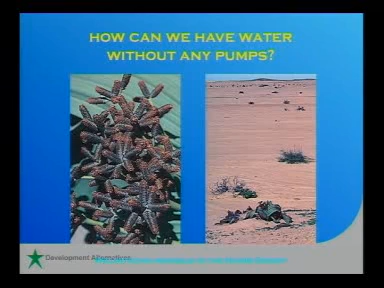 HOW CAN WE HAVE WATER
WITHOUT ANY PUMPS?
Development Alternatives